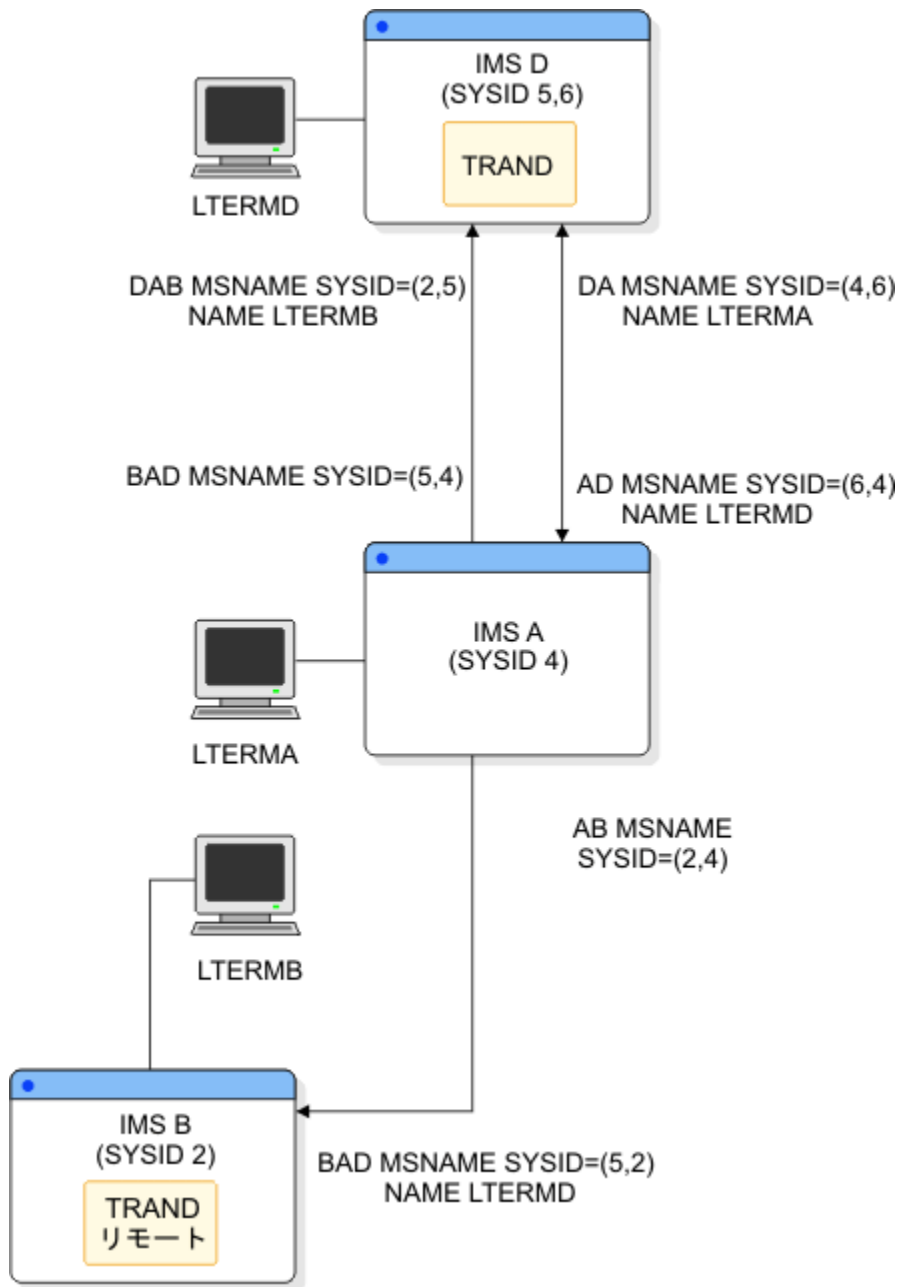 IMS D
(SYSID 5,6)
TRAND
LTERMD
DAB MSNAME SYSID=(2,5)
NAME LTERMB
DA MSNAME SYSID=(4,6)
NAME LTERMA
BAD MSNAME SYSID=(5,4)
AD MSNAME SYSID=(6,4)
NAME LTERMD
IMS A
(SYSID 4)
LTERMA
AB MSNAME
SYSID=(2,4)
LTERMB
IMS B
(SYSID 2)
TRAND
リモート
BAD MSNAME SYSID=(5,2)
NAME LTERMD